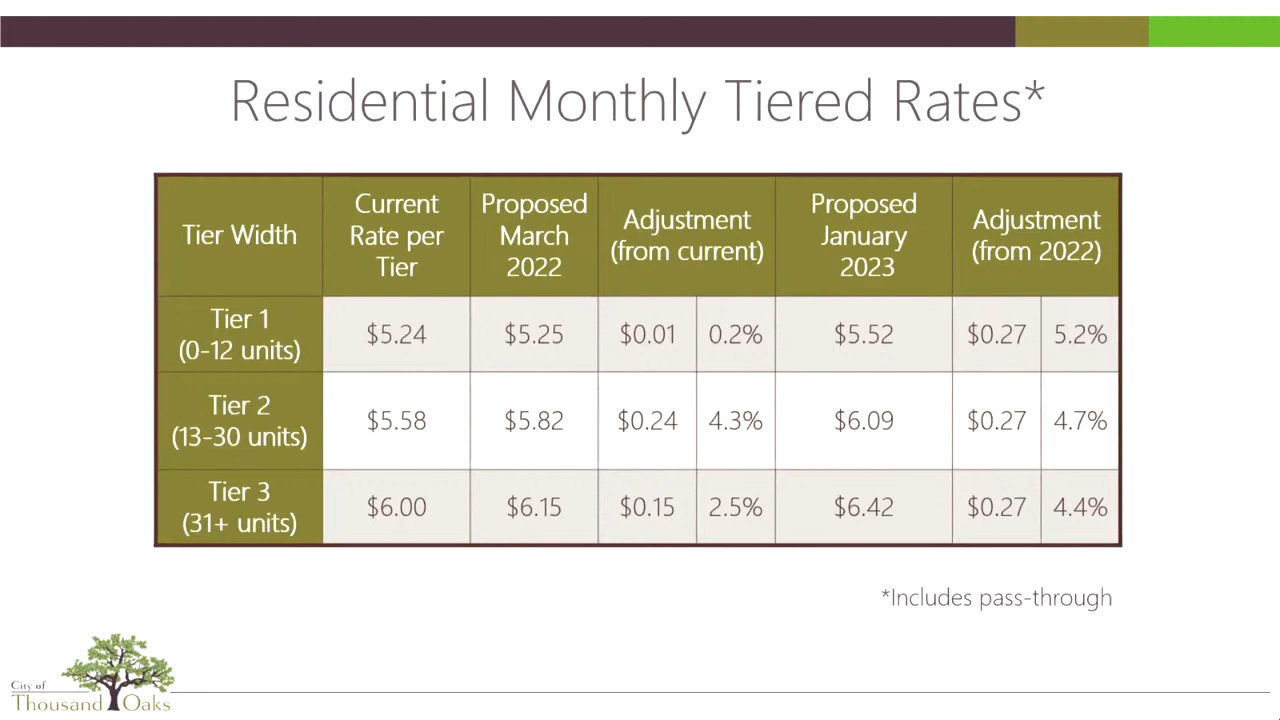 Residential Monthly Tiered Rates*
Tier Width
Current
Rate per
Tier
Proposed
March
2022
Adjustment
(from current)
Proposed
January
2023
Adjustment
(from 2022)
Tier 1
(0-12 units)
$5.24
$5.25
$0.01
0.2%
$5.52
$0.27
5.2%
Tier 2
(13-30 units)
$5.58
$5.82
$0.24
4.3%
$6.09
$0.27
4.7%
Tier 3
(31+ units)
$6.00
$6.15
$0.15
2.5%
$6.42
$0.27
4.4%
*Includes pass-through
City of
Thousand Oaks